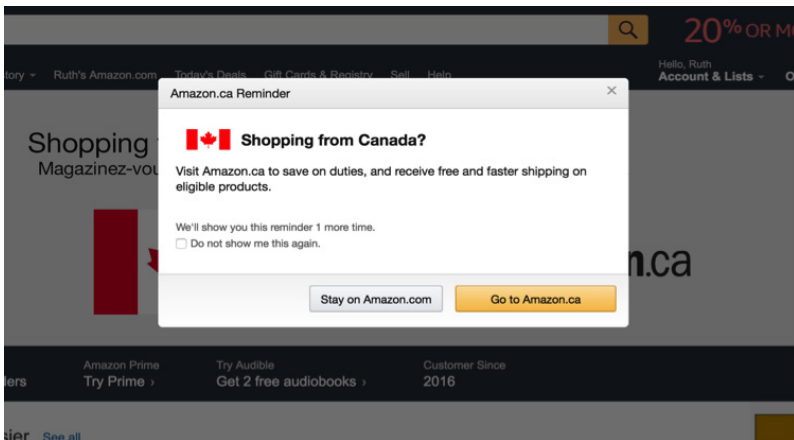 20% OR M
tory Ruth's Amazon.com Today's Deals Gift Cards & Registry Sell Help
Hello, Ruth
Account & Lists O
Amazon.ca Reminder
Shopping
Magazinez-vou
Shopping from Canada?
Visit Amazon.ca to save on duties, and receive free and faster shipping on
eligible products.
We'll show you this reminder 1 more time.
Do not show me this again.
n.ca
Stay on Amazon.com Go to Amazon.ca
Amazon Prime Try Audible Customer Since
lers Try Prime › Get 2 free audiobooks › 2016
sier See all